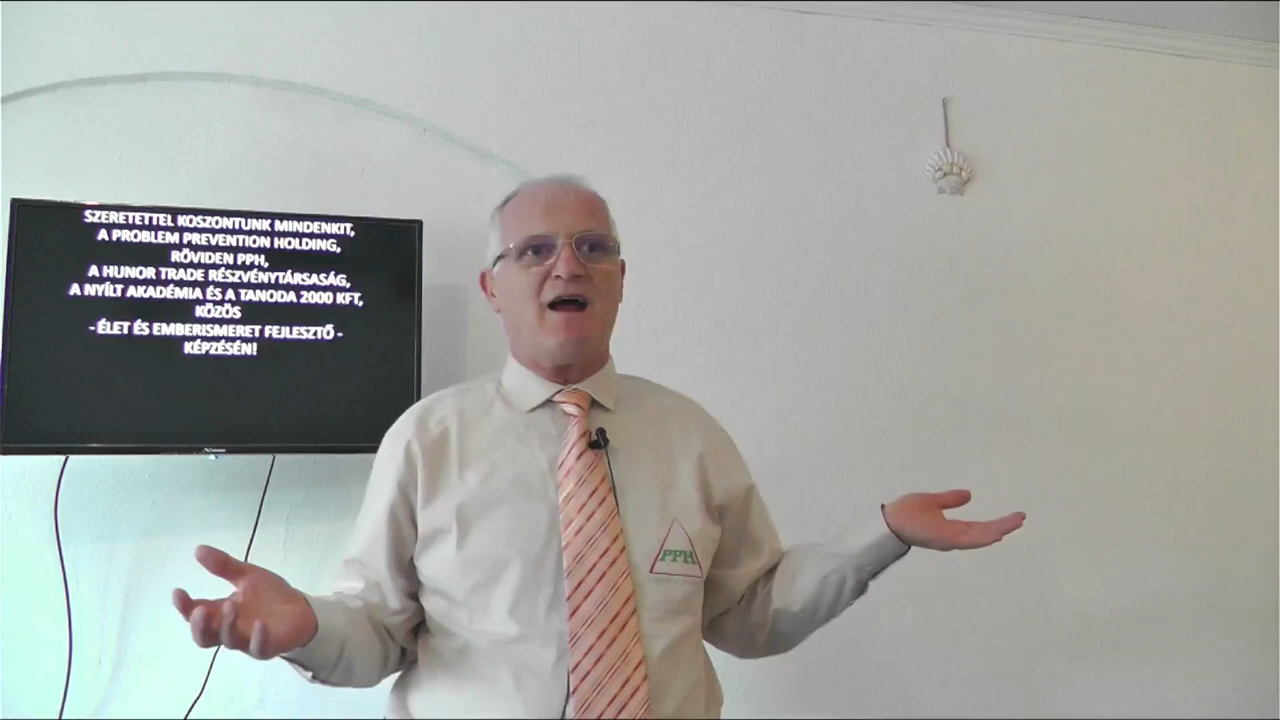 SZERETETTEL KOSZONTUNK MINDENKIT,
A PROBLEM PREVENTION HOLDING,
RÖVIDEN PPH,
A HUNOR TRADE RÉSZVÉNYTÁRSASÁG,
A NYÍLT AKADÉMIA ÉS A TANODA 2000 KFT,
KÖZÖS
- ÉLET ÉS EMBERISMERET FEJLESZTŐ -
KÉPZÉSÉN!
PPH